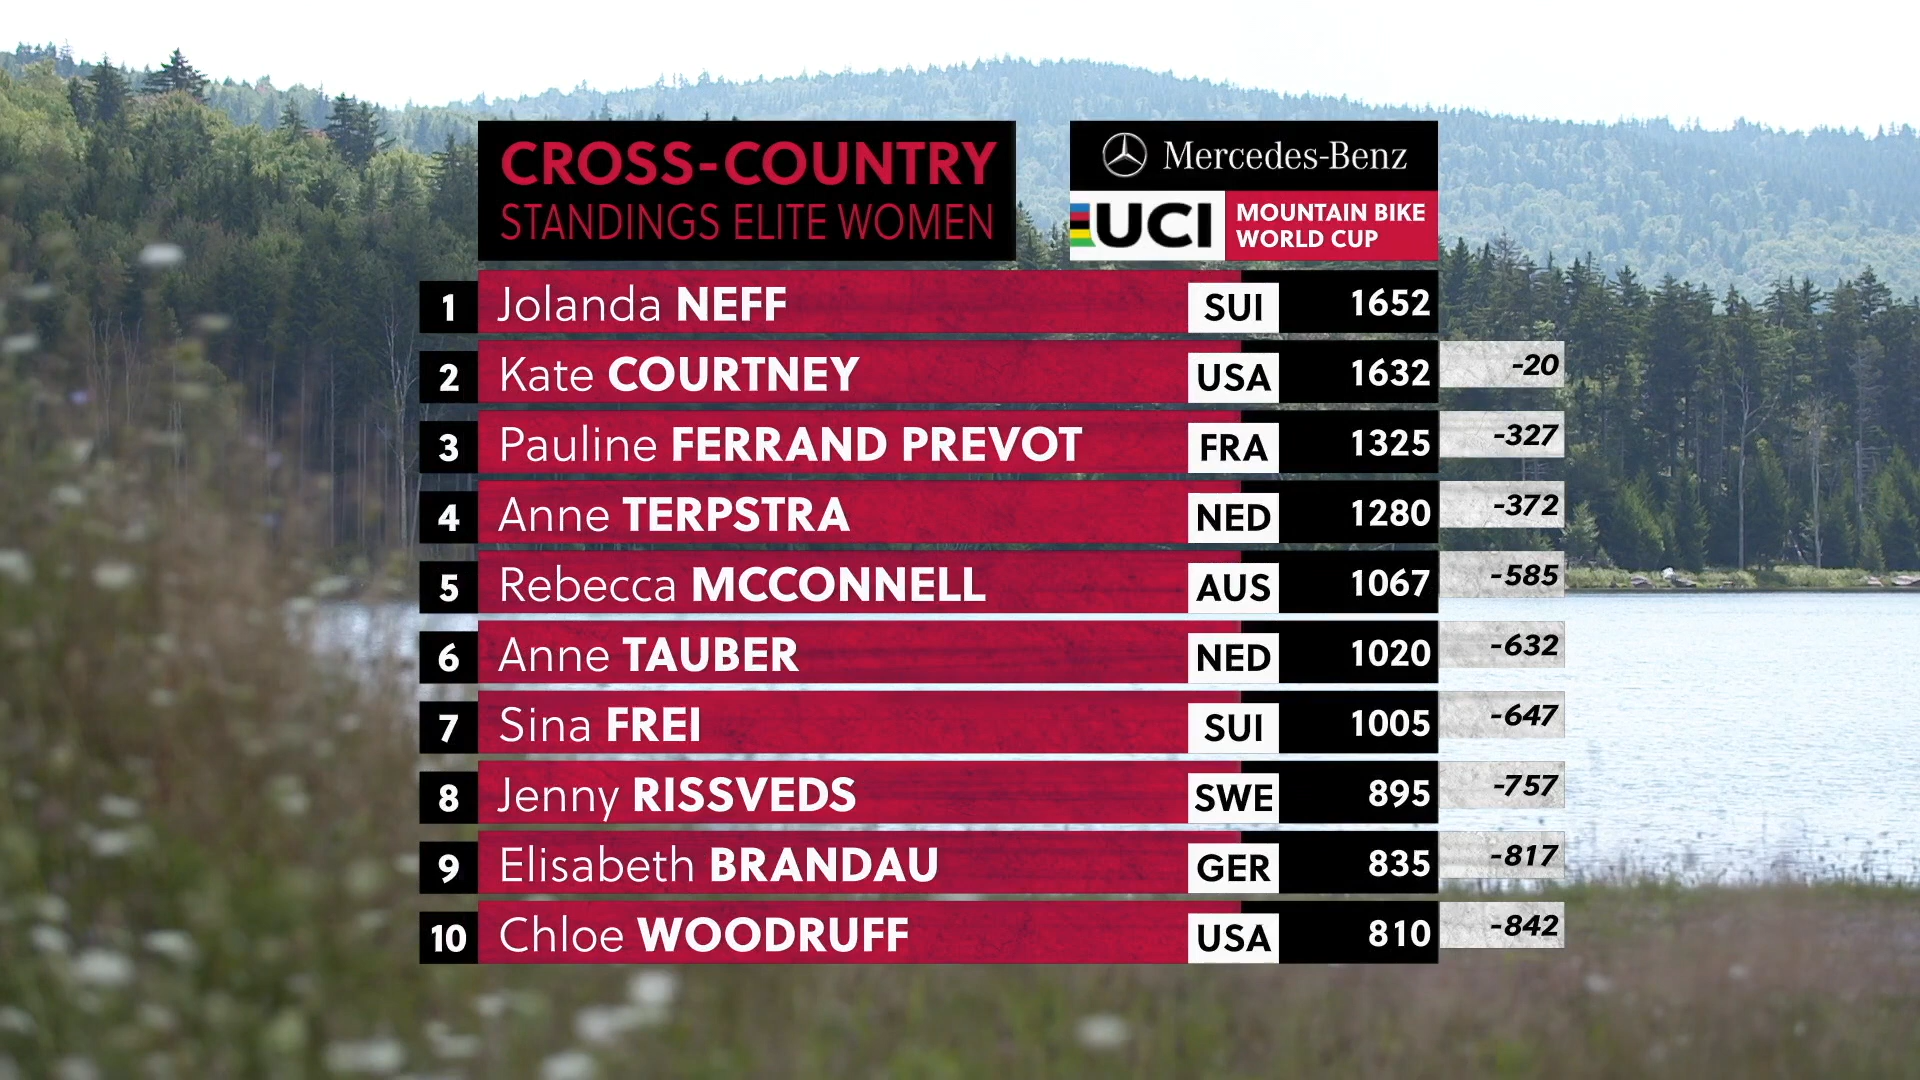 CROSS-COUNTRY
STANDINGS ELITE WOMEN
Mercedes-Benz
UCI MOUNTAIN BIKE
WORLD CUP
1 Jolanda NEFF SUI 1652
2 Kate COURTNEY USA 1632 -20
3 Pauline FERRAND PREVOT FRA 1325 -327
4 Anne TERPSTRA NED 1280 -372
5 Rebecca MCCONNELL AUS 1067 -585
6 Anne TAUBER NED 1020 -632
7 Sina FREI SUI 1005 -647
8 Jenny RISSVEDS SWE 895 -757
9 Elisabeth BRANDAU GER 835 -817
10 Chloe WOODRUFF USA 810 -842